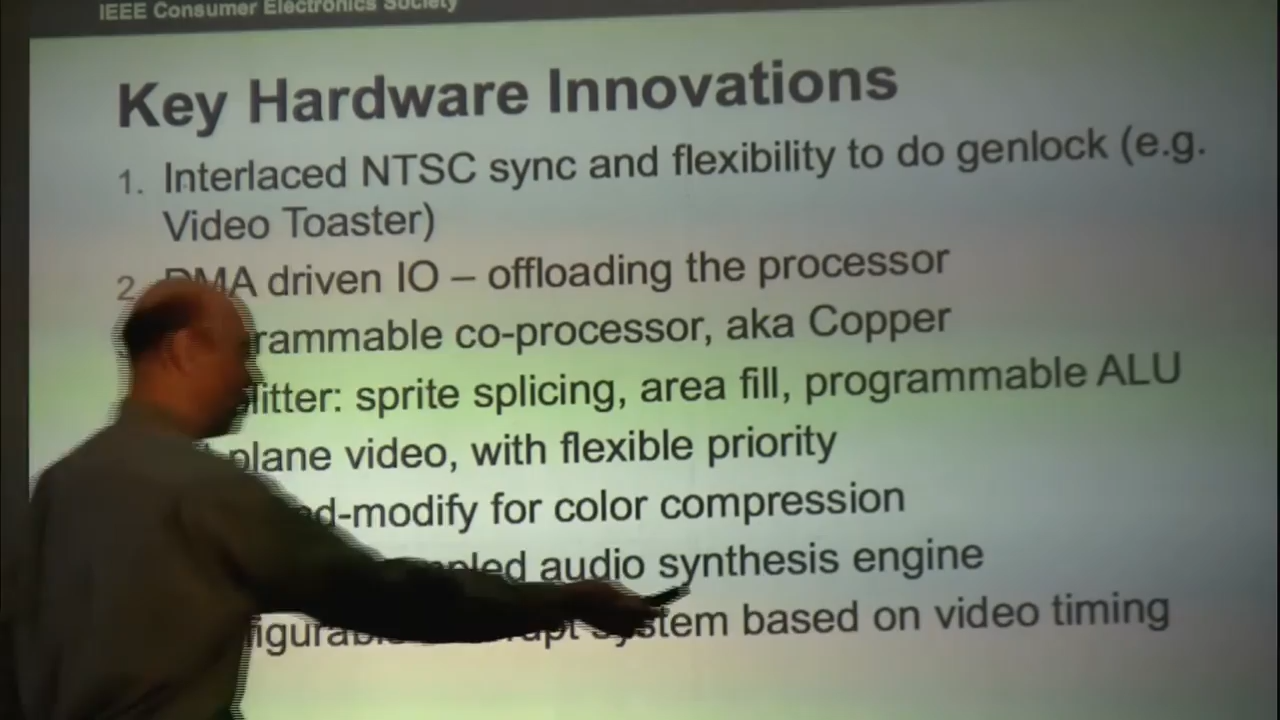 IEEE Consumer Electronics Society
Key Hardware Innovations
1. Interlaced NTSC sync and flexibility to do genlock (e.g.
Video Toaster)
2. DMA driven IO – offloading the processor
rammable co-processor, aka Copper
litter: sprite splicing, area fill, programmable ALU
plane video, with flexible priority
d-modify for color compression
pled audio synthesis engine
system based on video timing